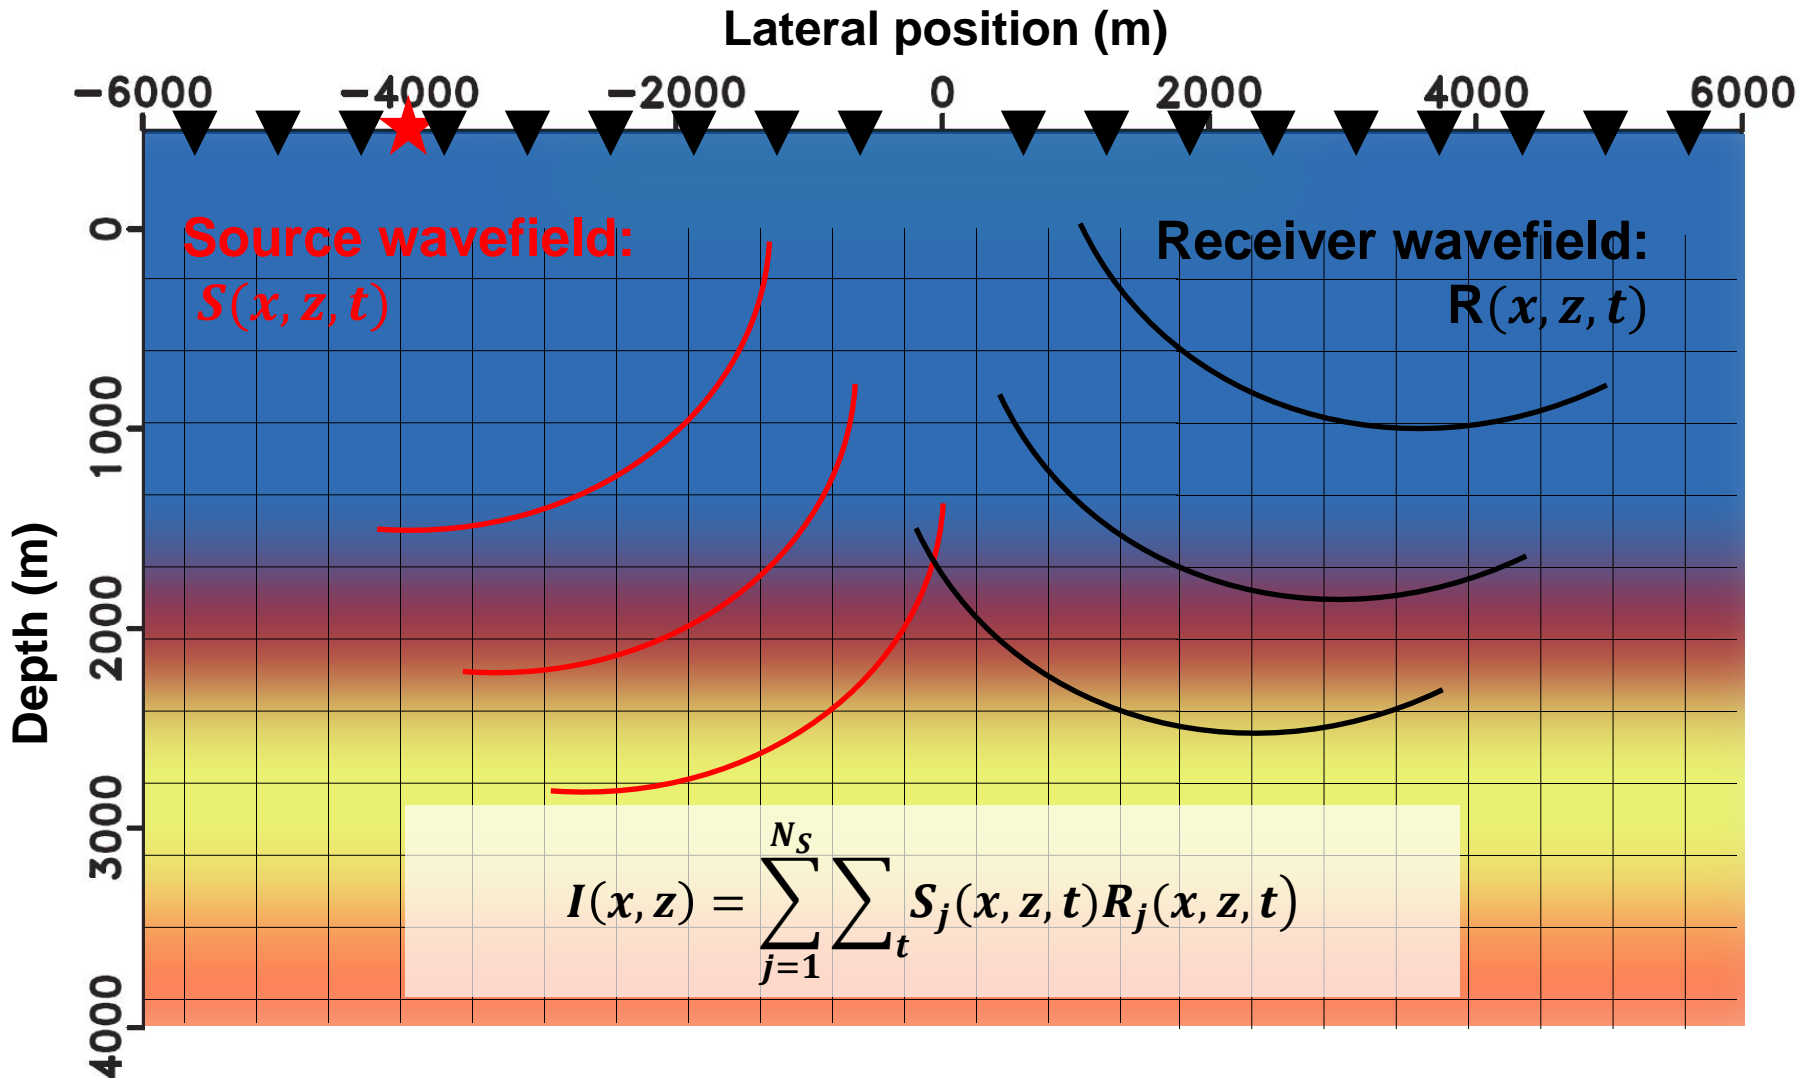 Lateral position (m)
−6000 −4000 −2000 0 2000 4000 6000
Depth (m)
0
1000
2000
3000
4000
Source wavefield:
S(x, z, t)
Receiver wavefield:
R(x, z, t)
I(x, z) = ∑_{j=1}^{N_S} ∑_t S_j(x, z, t)R_j(x, z, t)